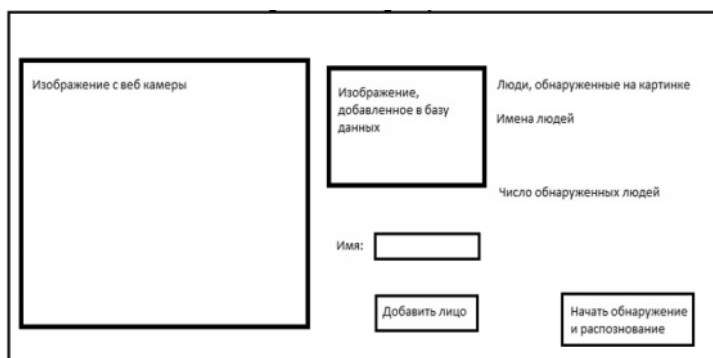 Изображение с веб камеры
Изображение,
добавленное в базу
данных
Люди, обнаруженные на картинке
Имена людей
Число обнаруженных людей
Имя:
Добавить лицо
Начать обнаружение
и распознование